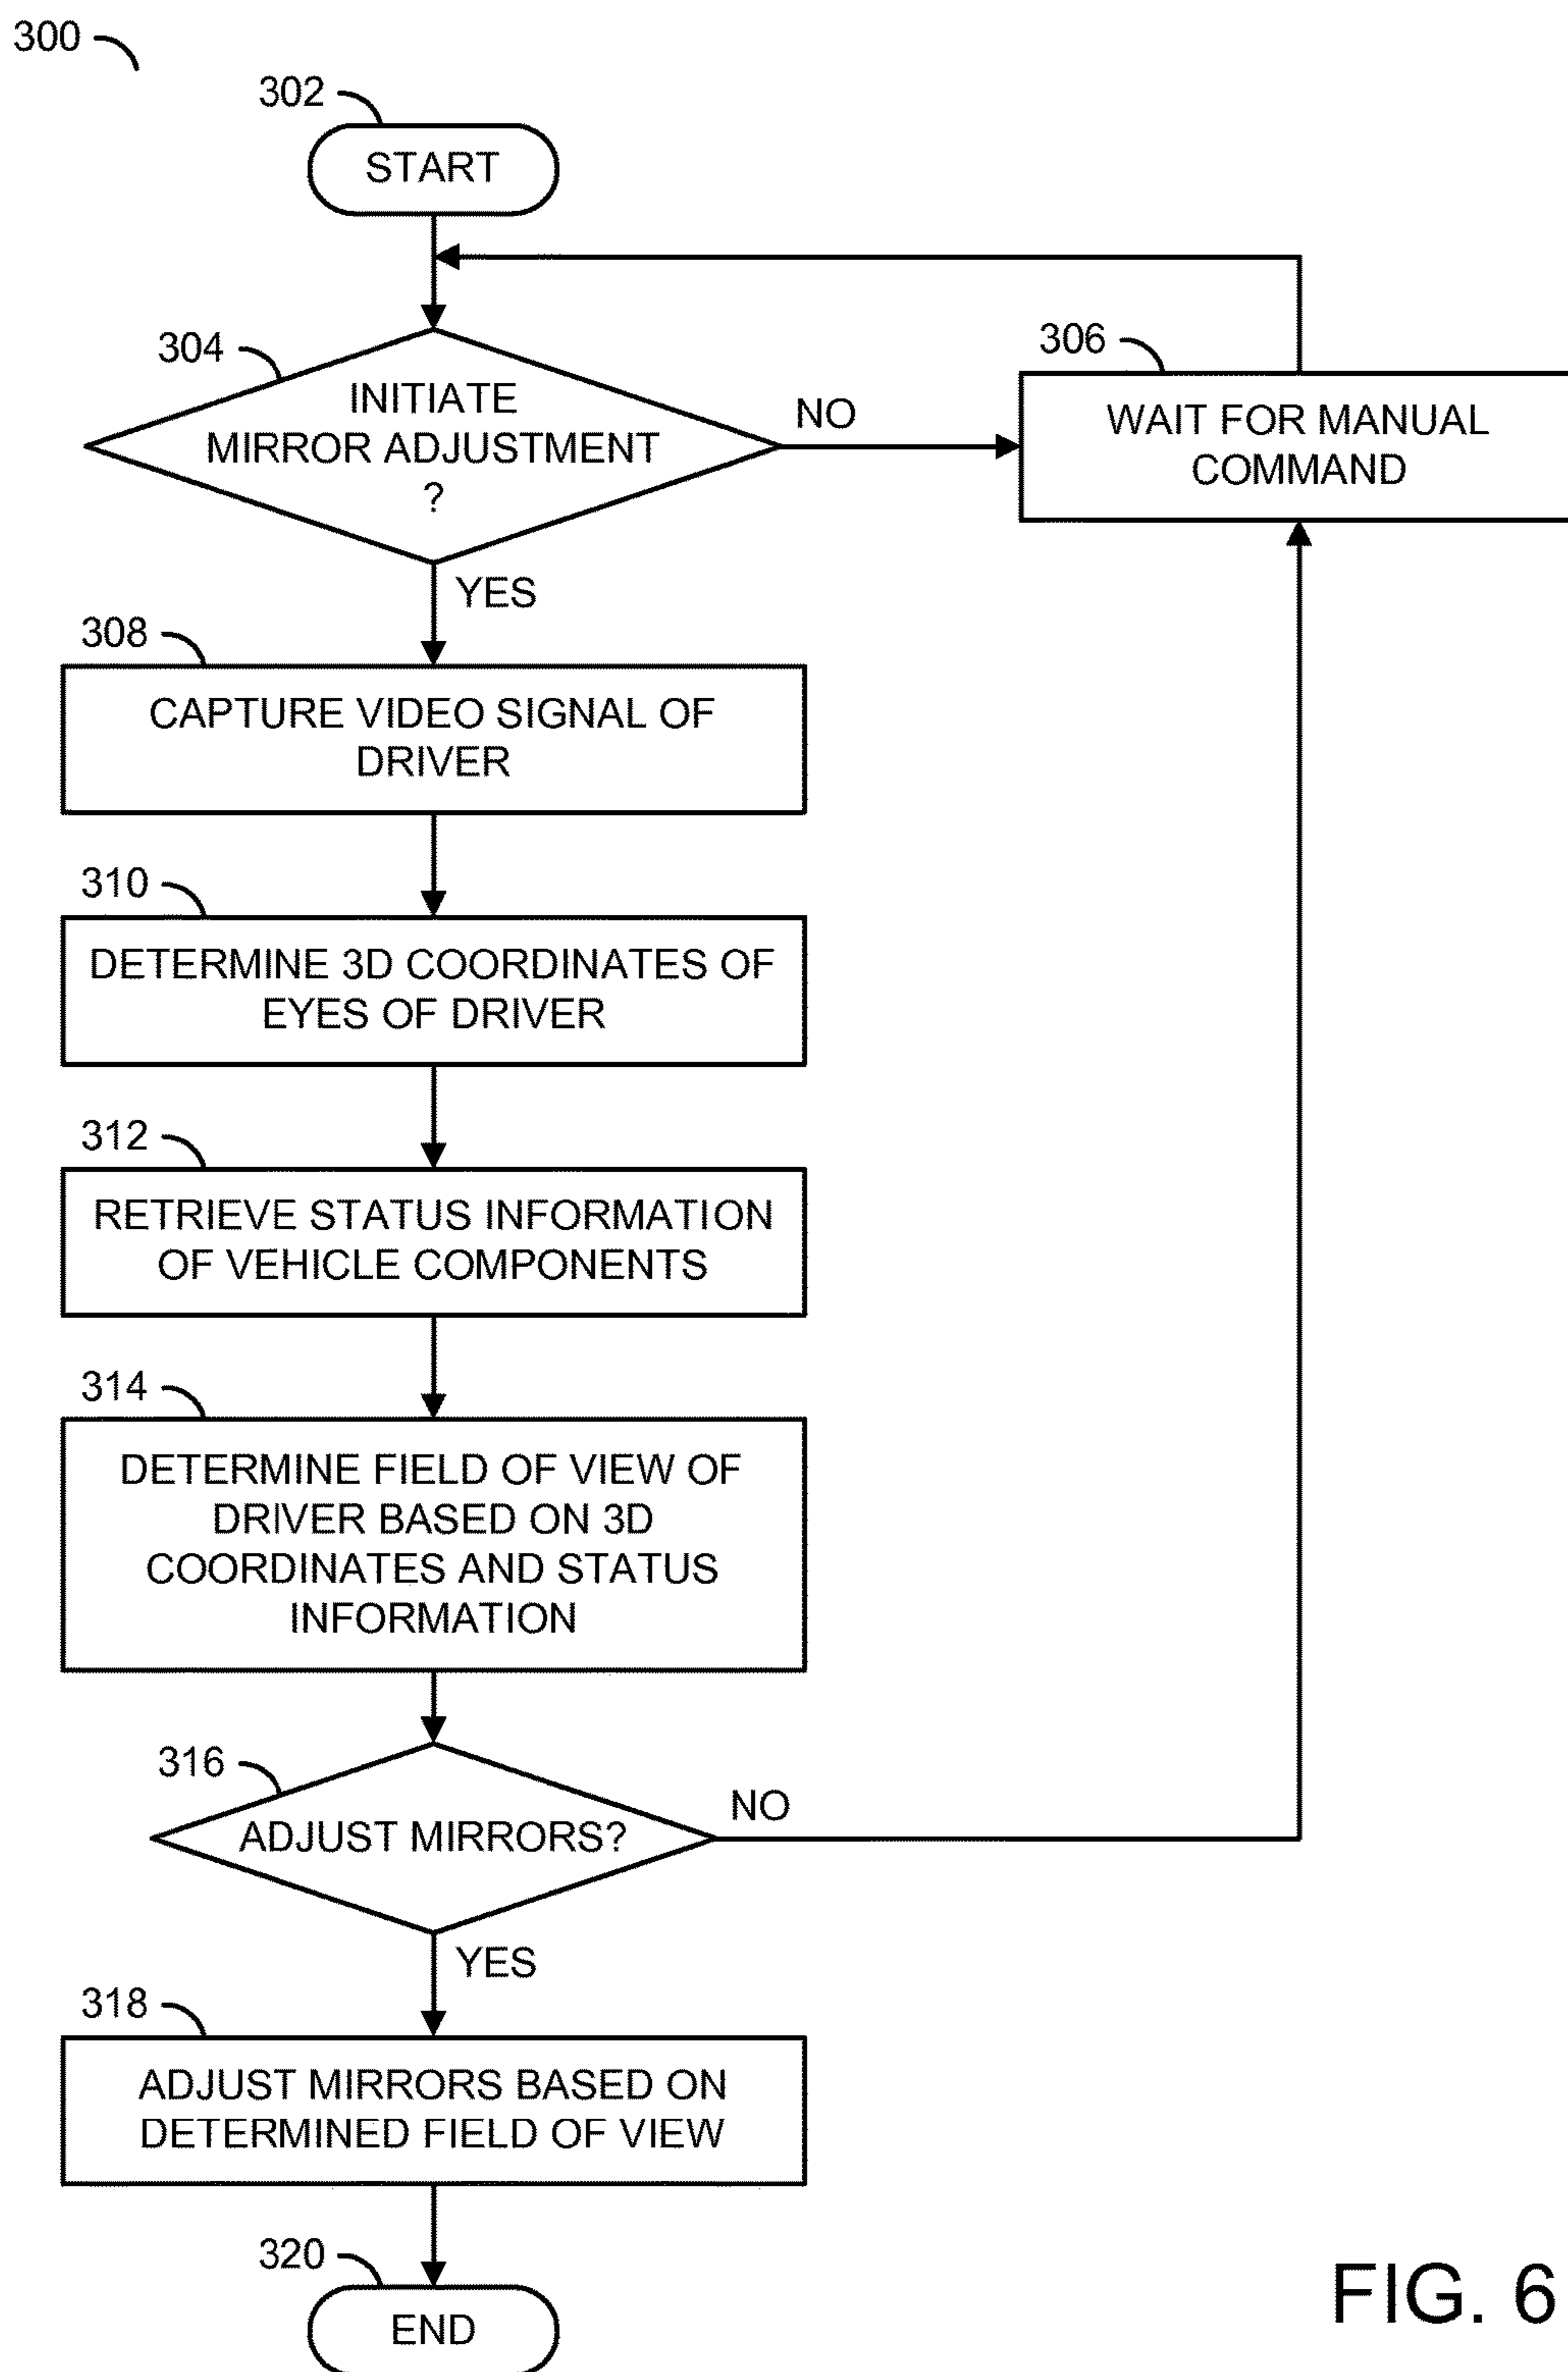 300
302
START
304
INITIATE
MIRROR ADJUSTMENT
?
NO
306
WAIT FOR MANUAL
COMMAND
YES
308
CAPTURE VIDEO SIGNAL OF
DRIVER
310
DETERMINE 3D COORDINATES OF
EYES OF DRIVER
312
RETRIEVE STATUS INFORMATION
OF VEHICLE COMPONENTS
314
DETERMINE FIELD OF VIEW OF
DRIVER BASED ON 3D
COORDINATES AND STATUS
INFORMATION
316
ADJUST MIRRORS?
NO
YES
318
ADJUST MIRRORS BASED ON
DETERMINED FIELD OF VIEW
320
END
FIG. 6